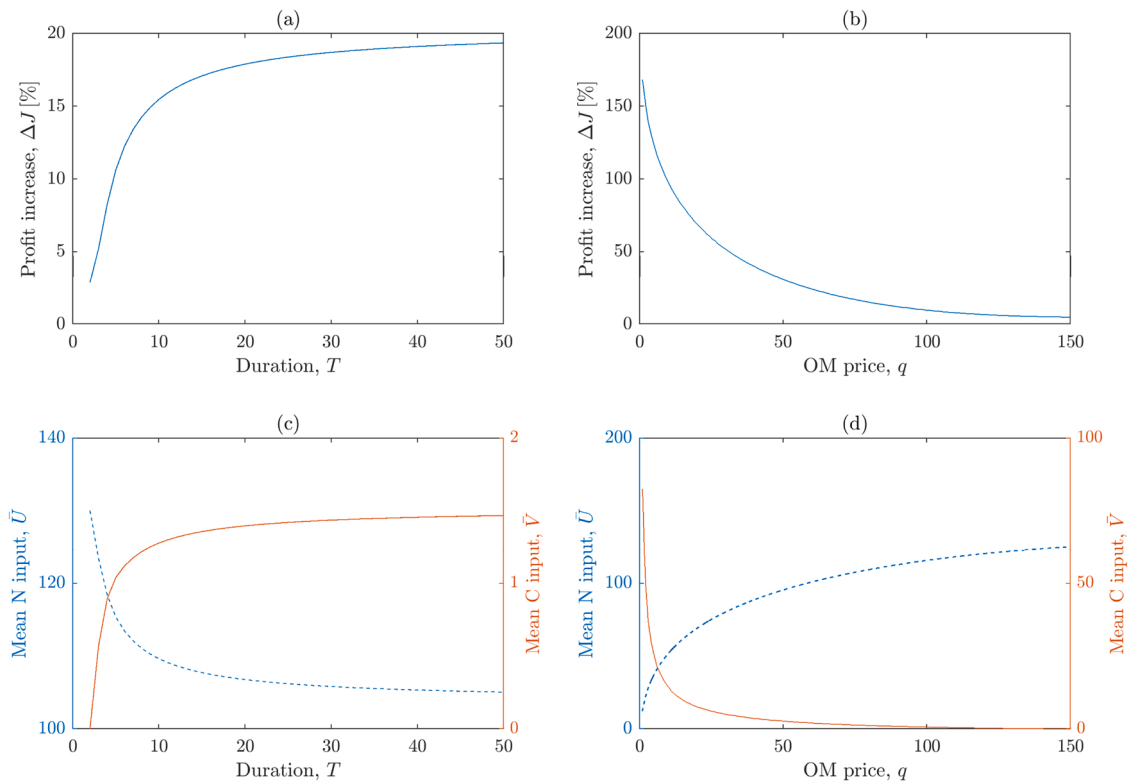 (a)
Profit increase, ΔJ [%]
20
15
10
5
0
0 10 20 30 40 50
Duration, T
(b)
Profit increase, ΔJ [%]
200
150
100
50
0
0 50 100 150
OM price, q
(c)
Mean N input, Ū
140
120
100
2
1
0
Mean C input, V̄
0 10 20 30 40 50
Duration, T
(d)
Mean N input, Ū
200
100
0
100
50
0
Mean C input, V̄
0 50 100 150
OM price, q